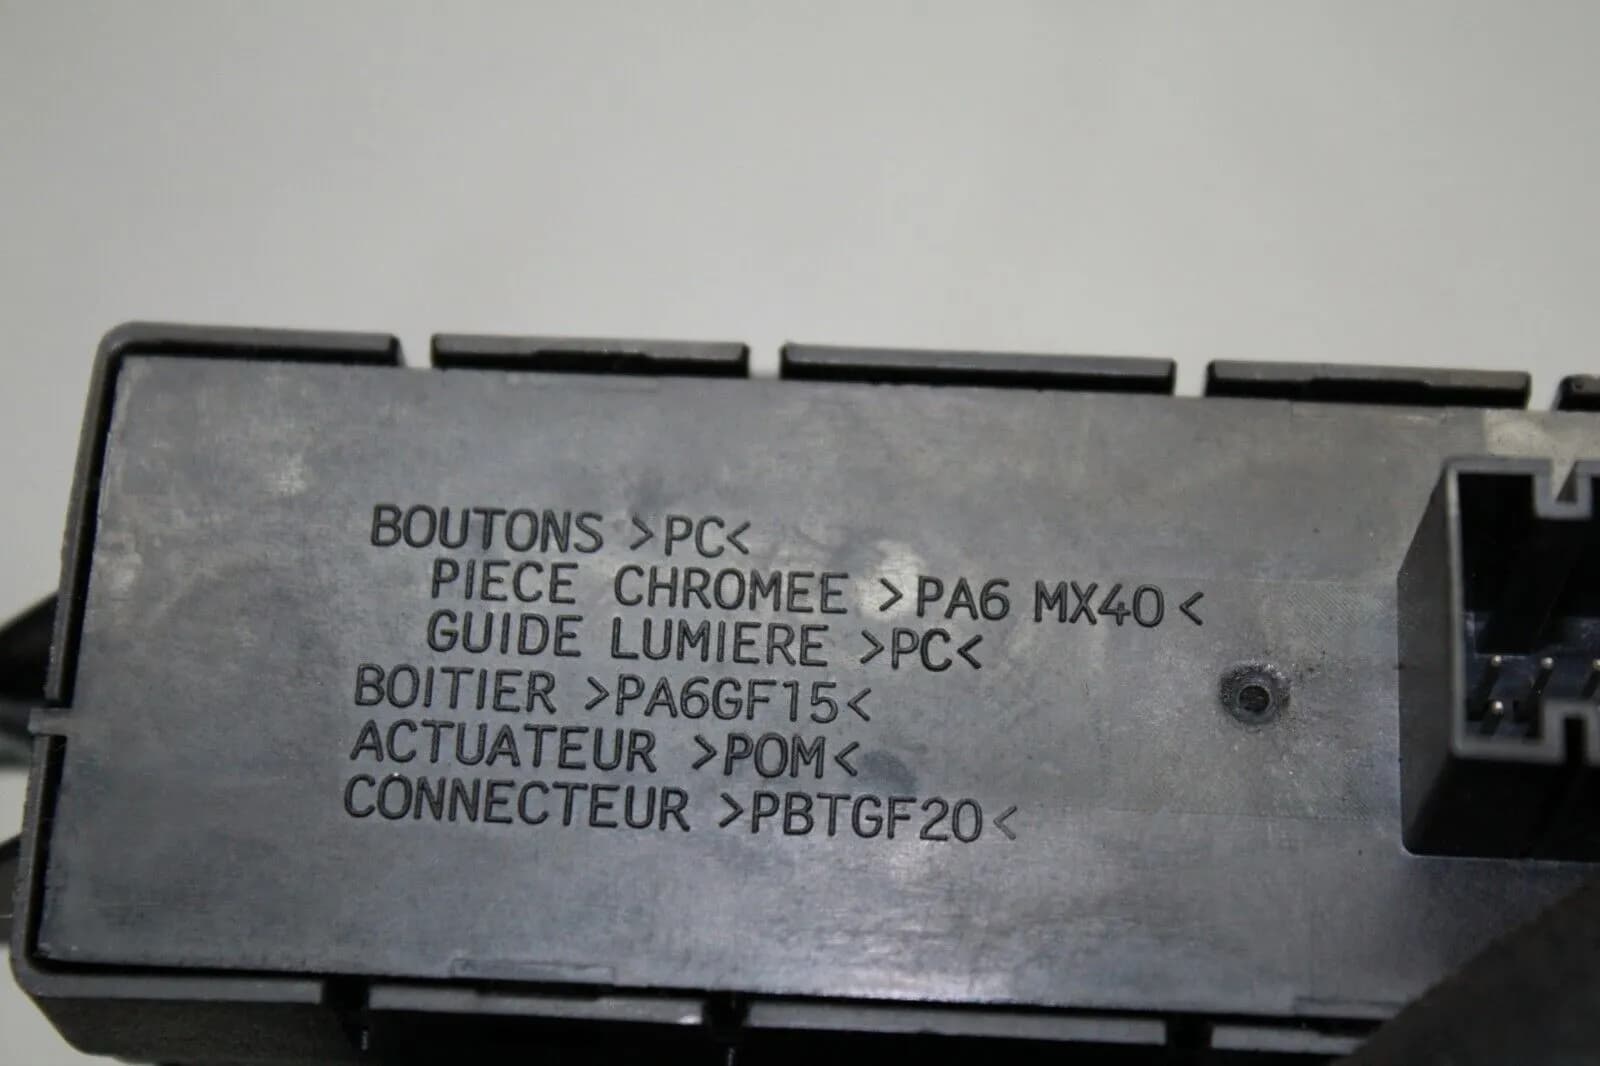 BOUTONS >PC<
PIECE CHROMEE >PA6 MX40<
GUIDE LUMIERE >PC<
BOITIER >PA6GF15<
ACTUATEUR >POM<
CONNECTEUR >PBTGF20<